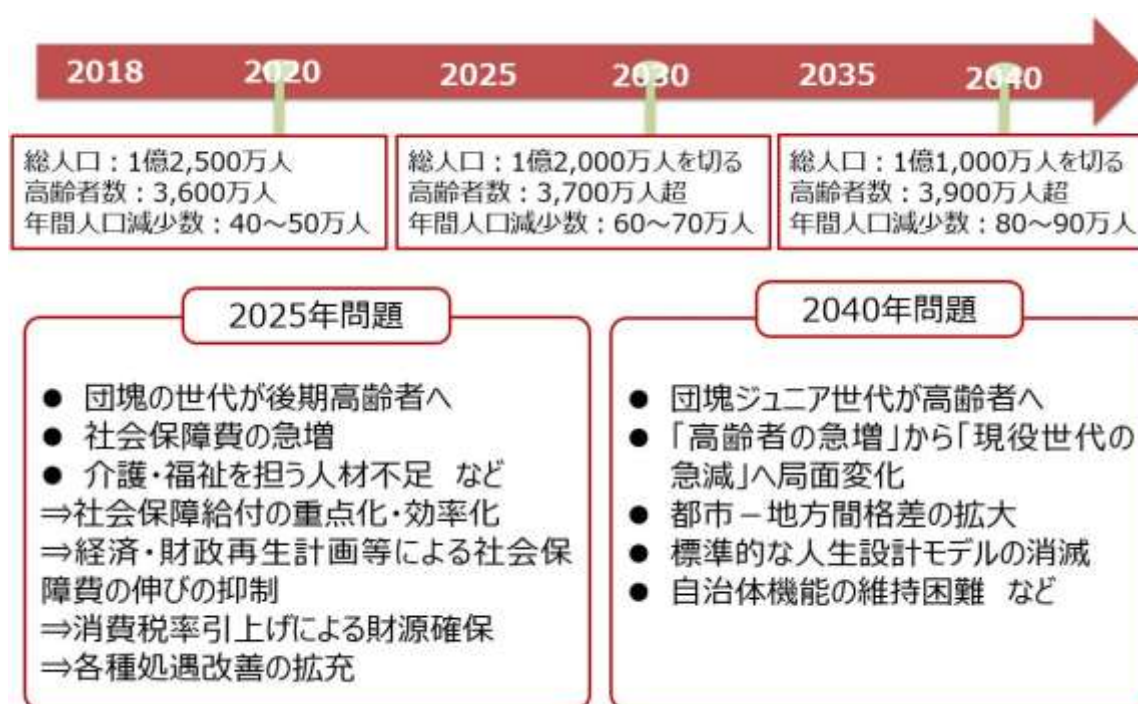 2018 2020 2025 2030 2035 2040
総人口：1億2,500万人
高齢者数：3,600万人
年間人口減少数：40～50万人
総人口：1億2,000万人を切る
高齢者数：3,700万人超
年間人口減少数：60～70万人
総人口：1億1,000万人を切る
高齢者数：3,900万人超
年間人口減少数：80～90万人
2025年問題
● 団塊の世代が後期高齢者へ
● 社会保障費の急増
● 介護・福祉を担う人材不足 など
⇒社会保障給付の重点化・効率化
⇒経済・財政再生計画等による社会保
障費の伸びの抑制
⇒消費税率引上げによる財源確保
⇒各種処遇改善の拡充
2040年問題
● 団塊ジュニア世代が高齢者へ
● 「高齢者の急増」から「現役世代の
急減」へ局面変化
● 都市－地方間格差の拡大
● 標準的な人生設計モデルの消滅
● 自治体機能の維持困難 など